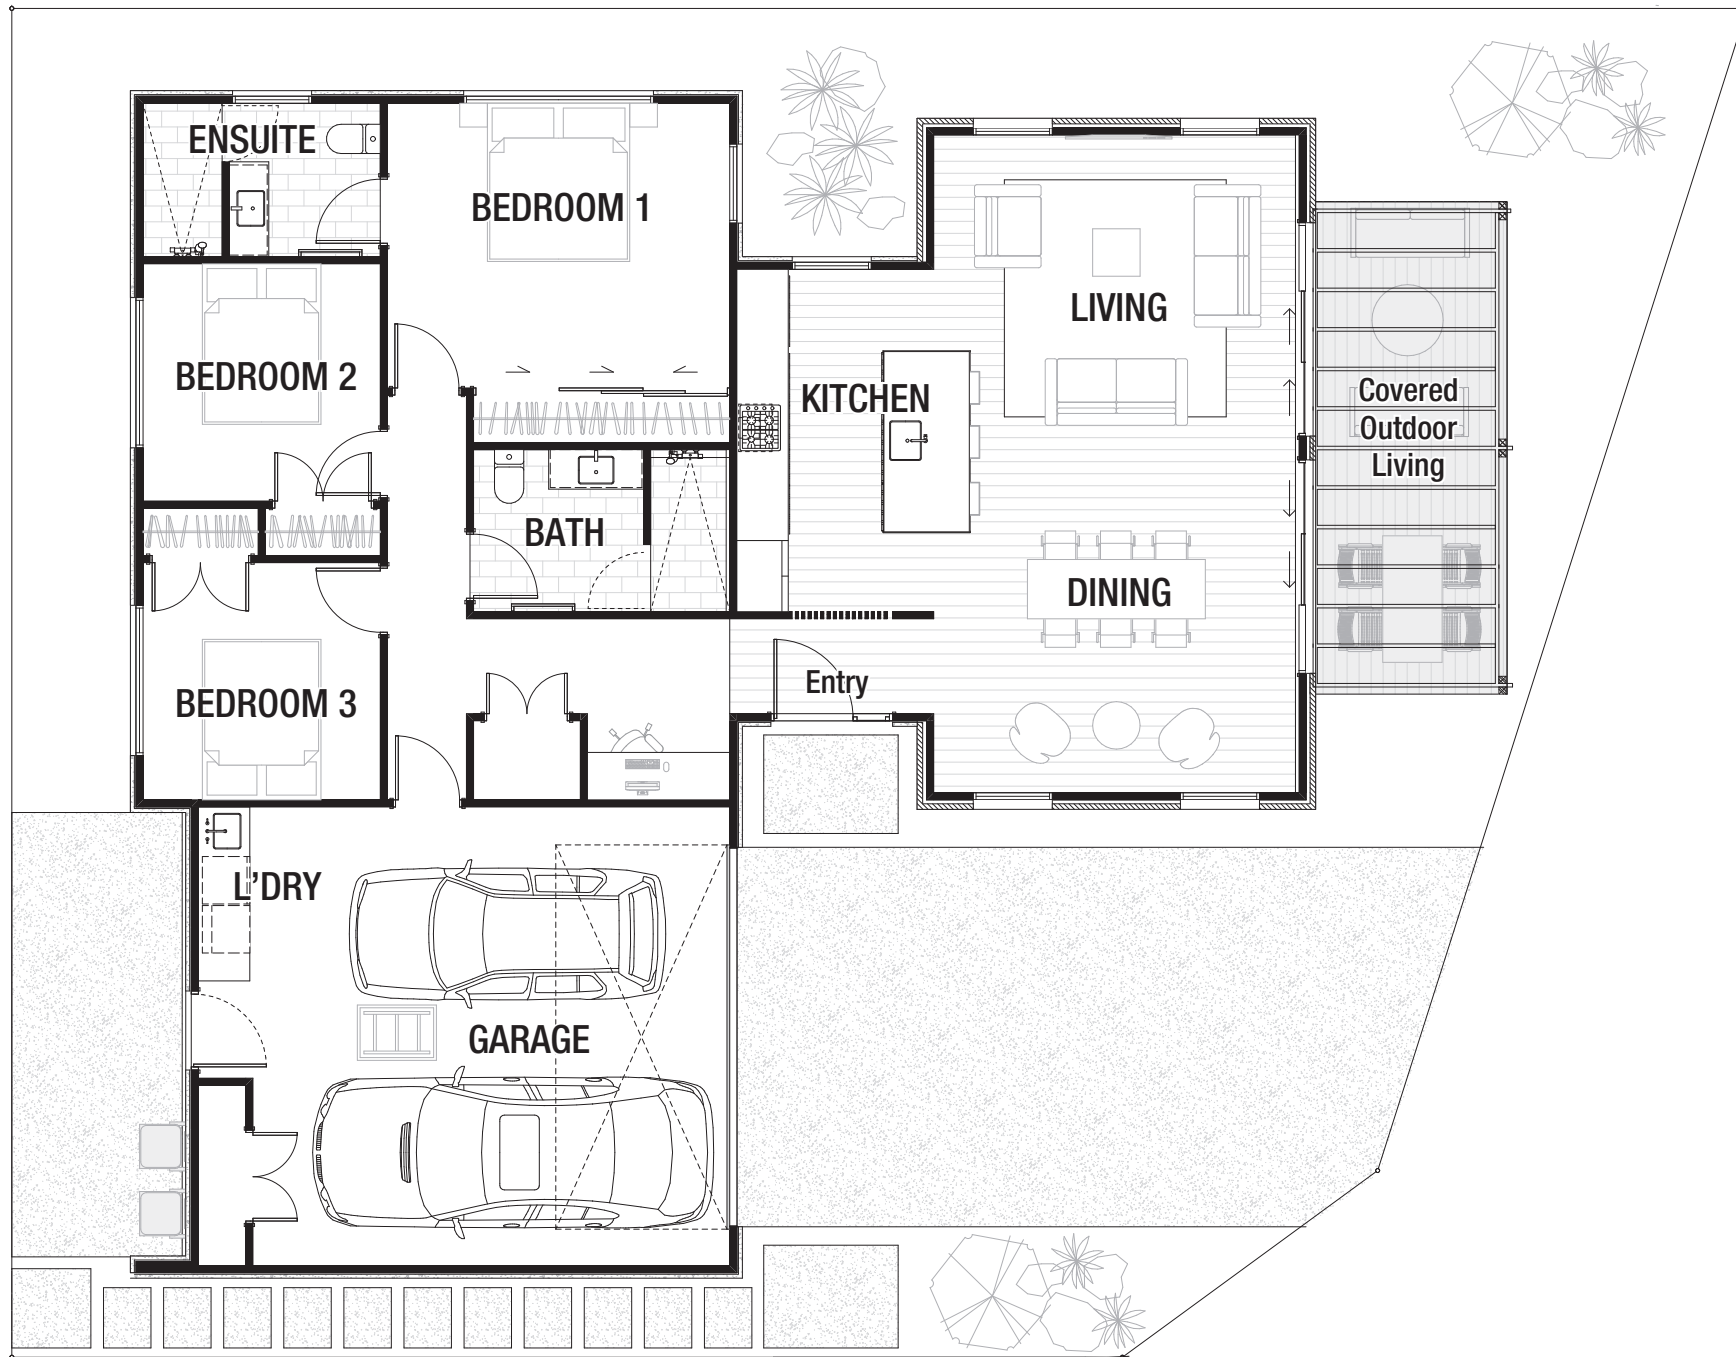 ENSUITE
BEDROOM 1
LIVING
BEDROOM 2
KITCHEN
Covered
Outdoor
Living
BATH
DINING
Entry
BEDROOM 3
L'DRY
GARAGE